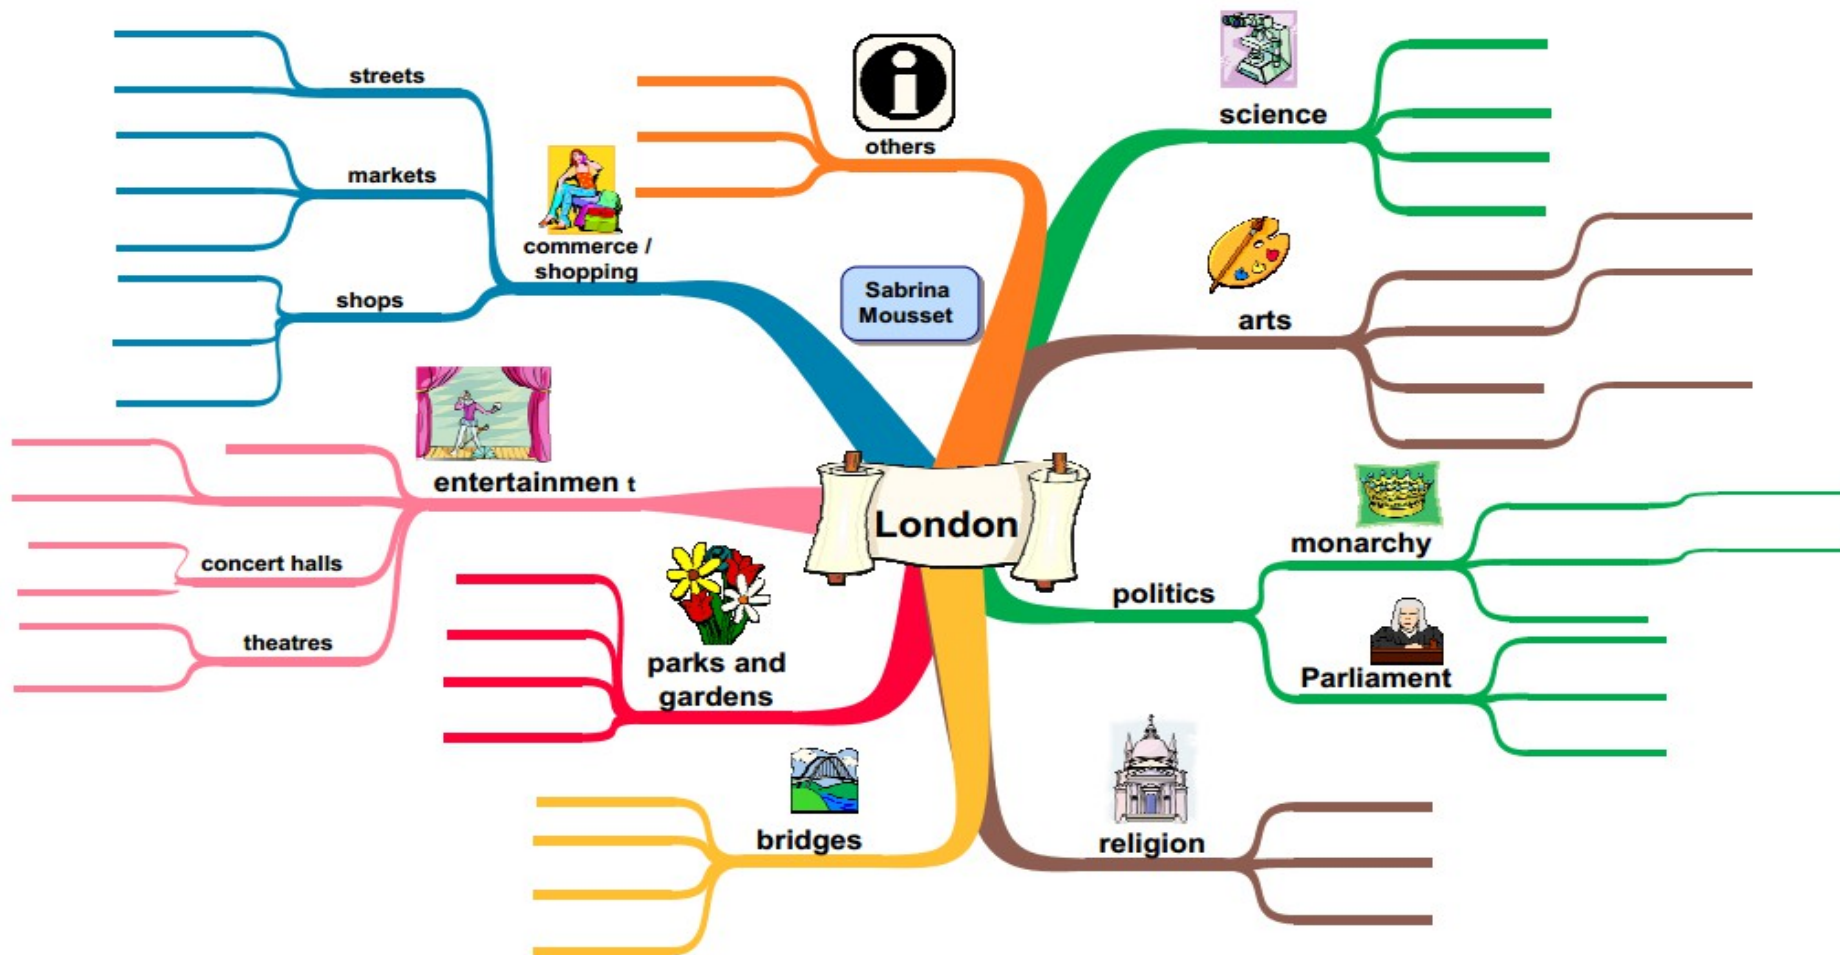 streets
markets
commerce /
shopping
shops
i
others
Sabrina
Mousset
science
arts
entertainmen t
concert halls
theatres
London
monarchy
politics
Parliament
parks and
gardens
bridges
religion